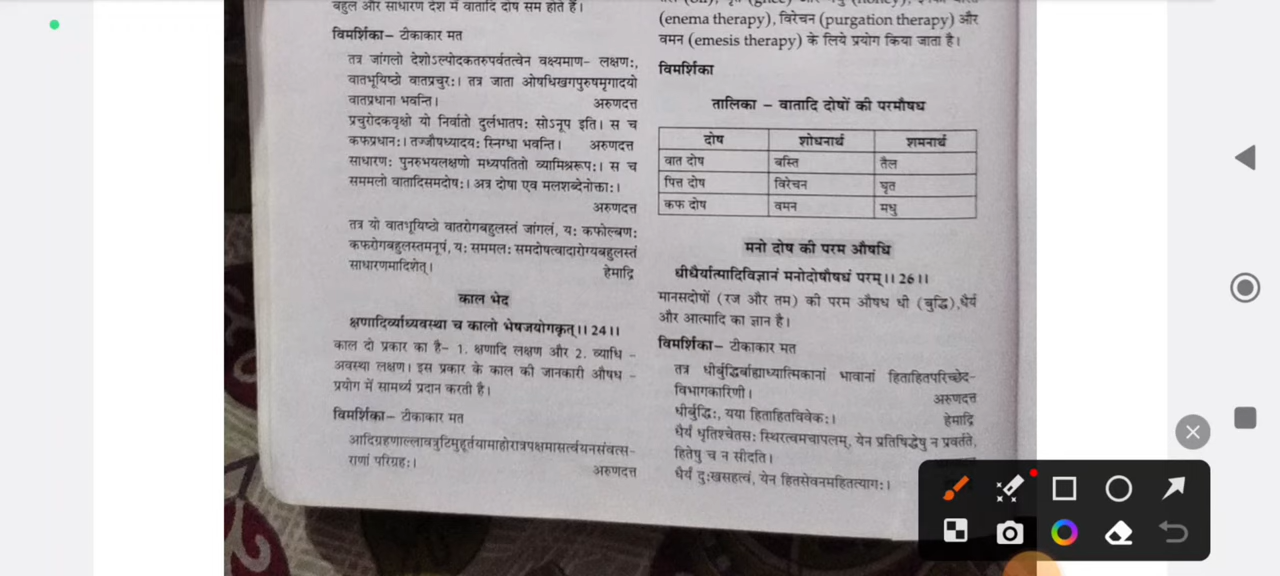 बहुल और साधारण देश में वातादि दोष सम होते हैं।
विमर्शिका– टीकाकार मत
तत्र जांगलो देशोऽल्पोदकतरुपर्वतत्वेन वक्ष्यमाण– लक्षणः,
वातभूयिष्ठो वातप्रचुरः। तत्र जाता ओषधिखगपुरुषमृगादयो
वातप्रधाना भवन्ति। अरुणदत्त
प्रचुरोदकवृक्षो यो निर्वातो दुर्लभातपः सोऽनूप इति। स च
कफप्रधानः। तज्जौषध्यादयः स्निग्धा भवन्ति। अरुणदत्त
साधारणः पुनरुभयलक्षणो मध्यपतितो व्यामिश्ररूपः। स च
सममलो वातादिसमदोषः। अत्र दोषा एव मलशब्देनोक्ताः।
अरुणदत्त
तत्र यो वातभूयिष्ठो वातरोगबहुलस्तं जांगलं, यः कफोल्बणः
कफरोगबहुलस्तमनूपं, यः सममलः समदोषत्वादारोग्यबहुलस्तं
साधारणमादिशेत्। हेमाद्रि
काल भेद
क्षणादिर्व्याध्यवस्था च कालो भेषजयोगकृत्।। 24।।
काल दो प्रकार का है– 1. क्षणादि लक्षण और 2. व्याधि –
अवस्था लक्षण। इस प्रकार के काल की जानकारी औषध –
प्रयोग में सामर्थ्य प्रदान करती है।
विमर्शिका– टीकाकार मत
आदिग्रहणाल्लावत्रुटिमुहूर्तयामाहोरात्रपक्षमासर्त्वयनसंवत्स–
राणां परिग्रहः। अरुणदत्त
(enema therapy), विरेचन (purgation therapy) और
वमन (emesis therapy) के लिये प्रयोग किया जाता है।
विमर्शिका
तालिका – वातादि दोषों की परमौषध
दोष शोधनार्थ शमनार्थ
वात दोष बस्ति तैल
पित्त दोष विरेचन घृत
कफ दोष वमन मधु
मनो दोष की परम औषधि
धीधैर्यात्मादिविज्ञानं मनोदोषौषधं परम्।। 26।।
मानसदोषों (रज और तम) की परम औषध धी (बुद्धि),धैर्य
और आत्मादि का ज्ञान है।
विमर्शिका– टीकाकार मत
तत्र धीर्बुद्धिर्बाह्याध्यात्मिकानां भावानां हिताहितपरिच्छेद–
विभागकारिणी। अरुणदत्त
धीर्बुद्धिः, यया हिताहितविवेकः। हेमाद्रि
धैर्यं धृतिश्चेतसः स्थिरत्वमचापलम्, येन प्रतिषिद्धेषु न प्रवर्तते,
हितेषु च न सीदति।
धैर्यं दुःखसहत्वं, येन हितसेवनमहितत्यागः।